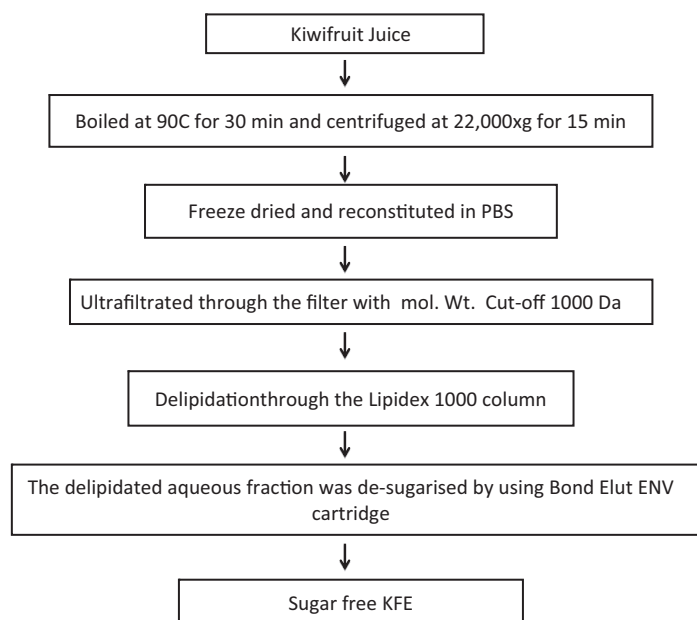 Kiwifruit Juice
Boiled at 90C for 30 min and centrifuged at 22,000xg for 15 min
Freeze dried and reconstituted in PBS
Ultrafiltrated through the filter with mol. Wt. Cut-off 1000 Da
Delipidationthrough the Lipidex 1000 column
The delipidated aqueous fraction was de-sugarised by using Bond Elut ENV
cartridge
Sugar free KFE